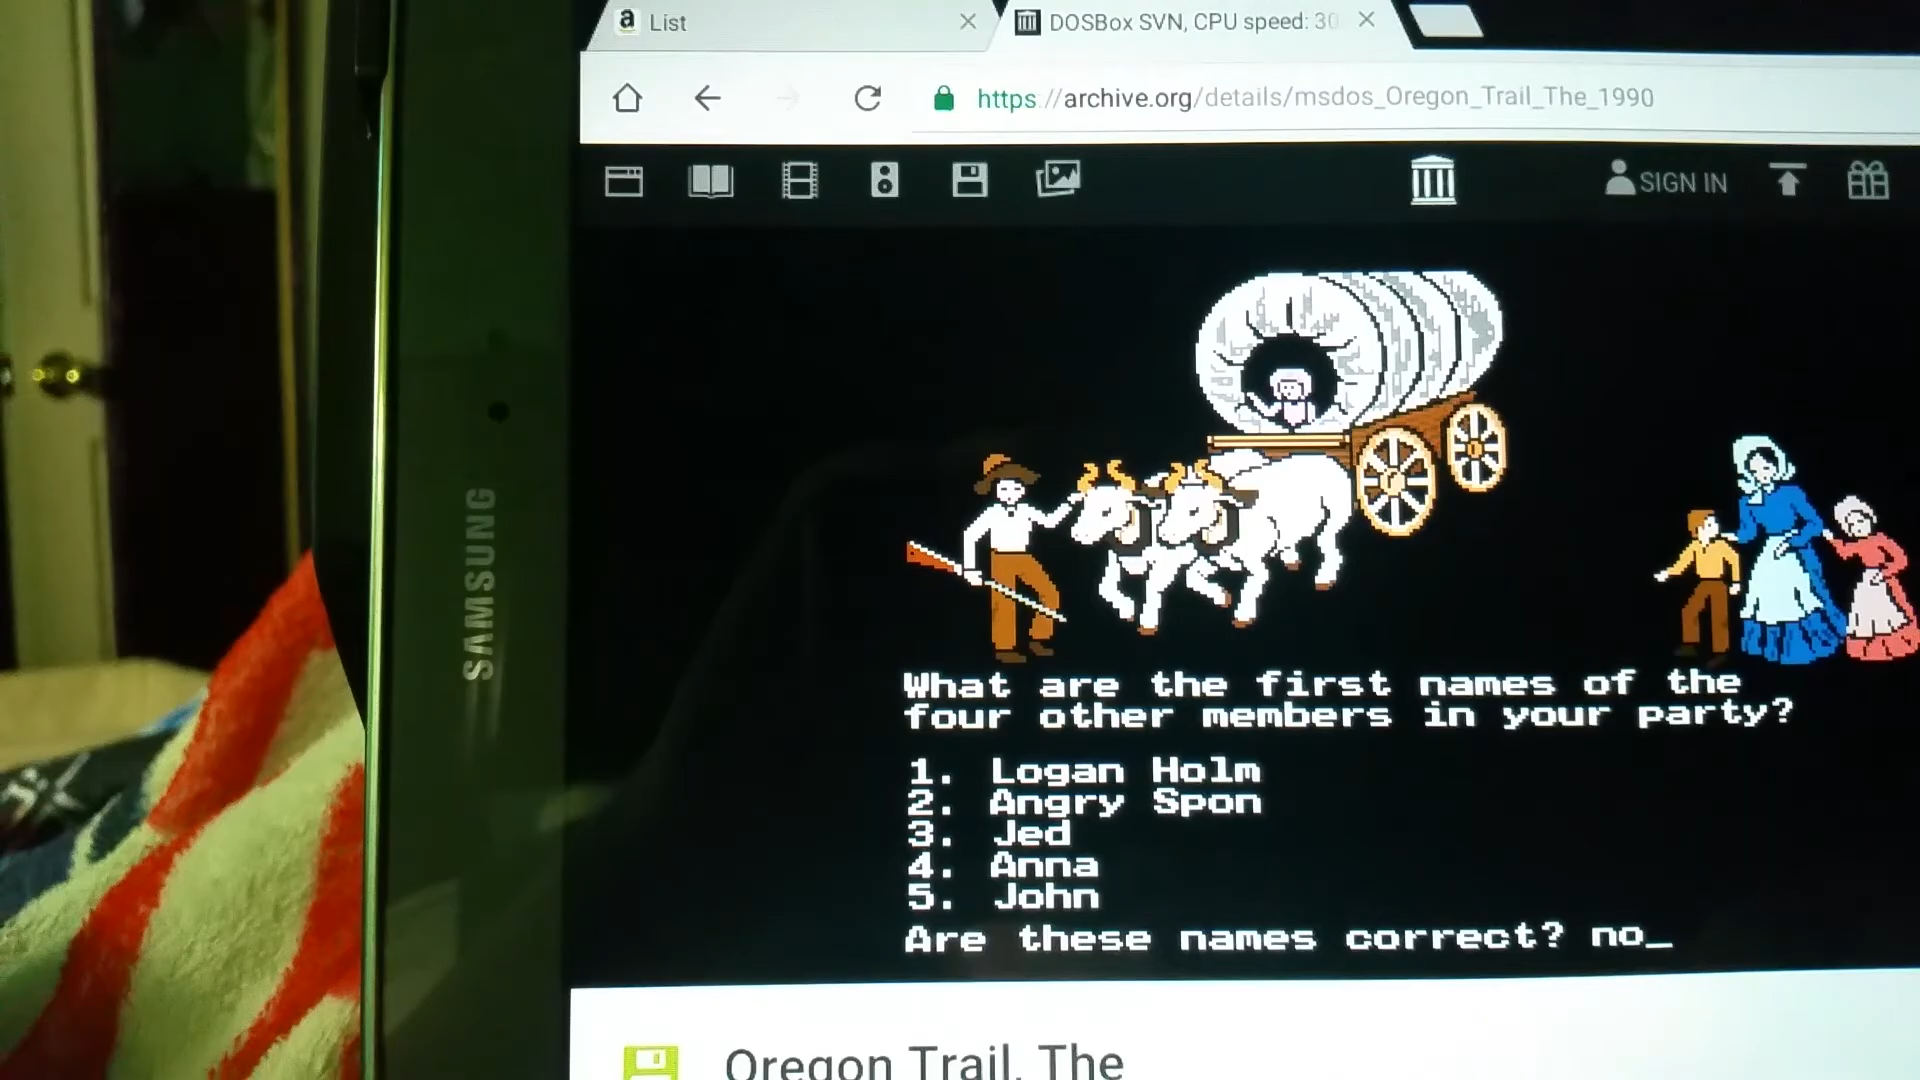 List
DOSBox SVN, CPU speed: 30
https://archive.org/details/msdos_Oregon_Trail_The_1990
SIGN IN
SAMSUNG
What are the first names of the
four other members in your party?
1. Logan Holm
2. Angry Spon
3. Jed
4. Anna
5. John
Are these names correct? no_
Oregon Trail, The